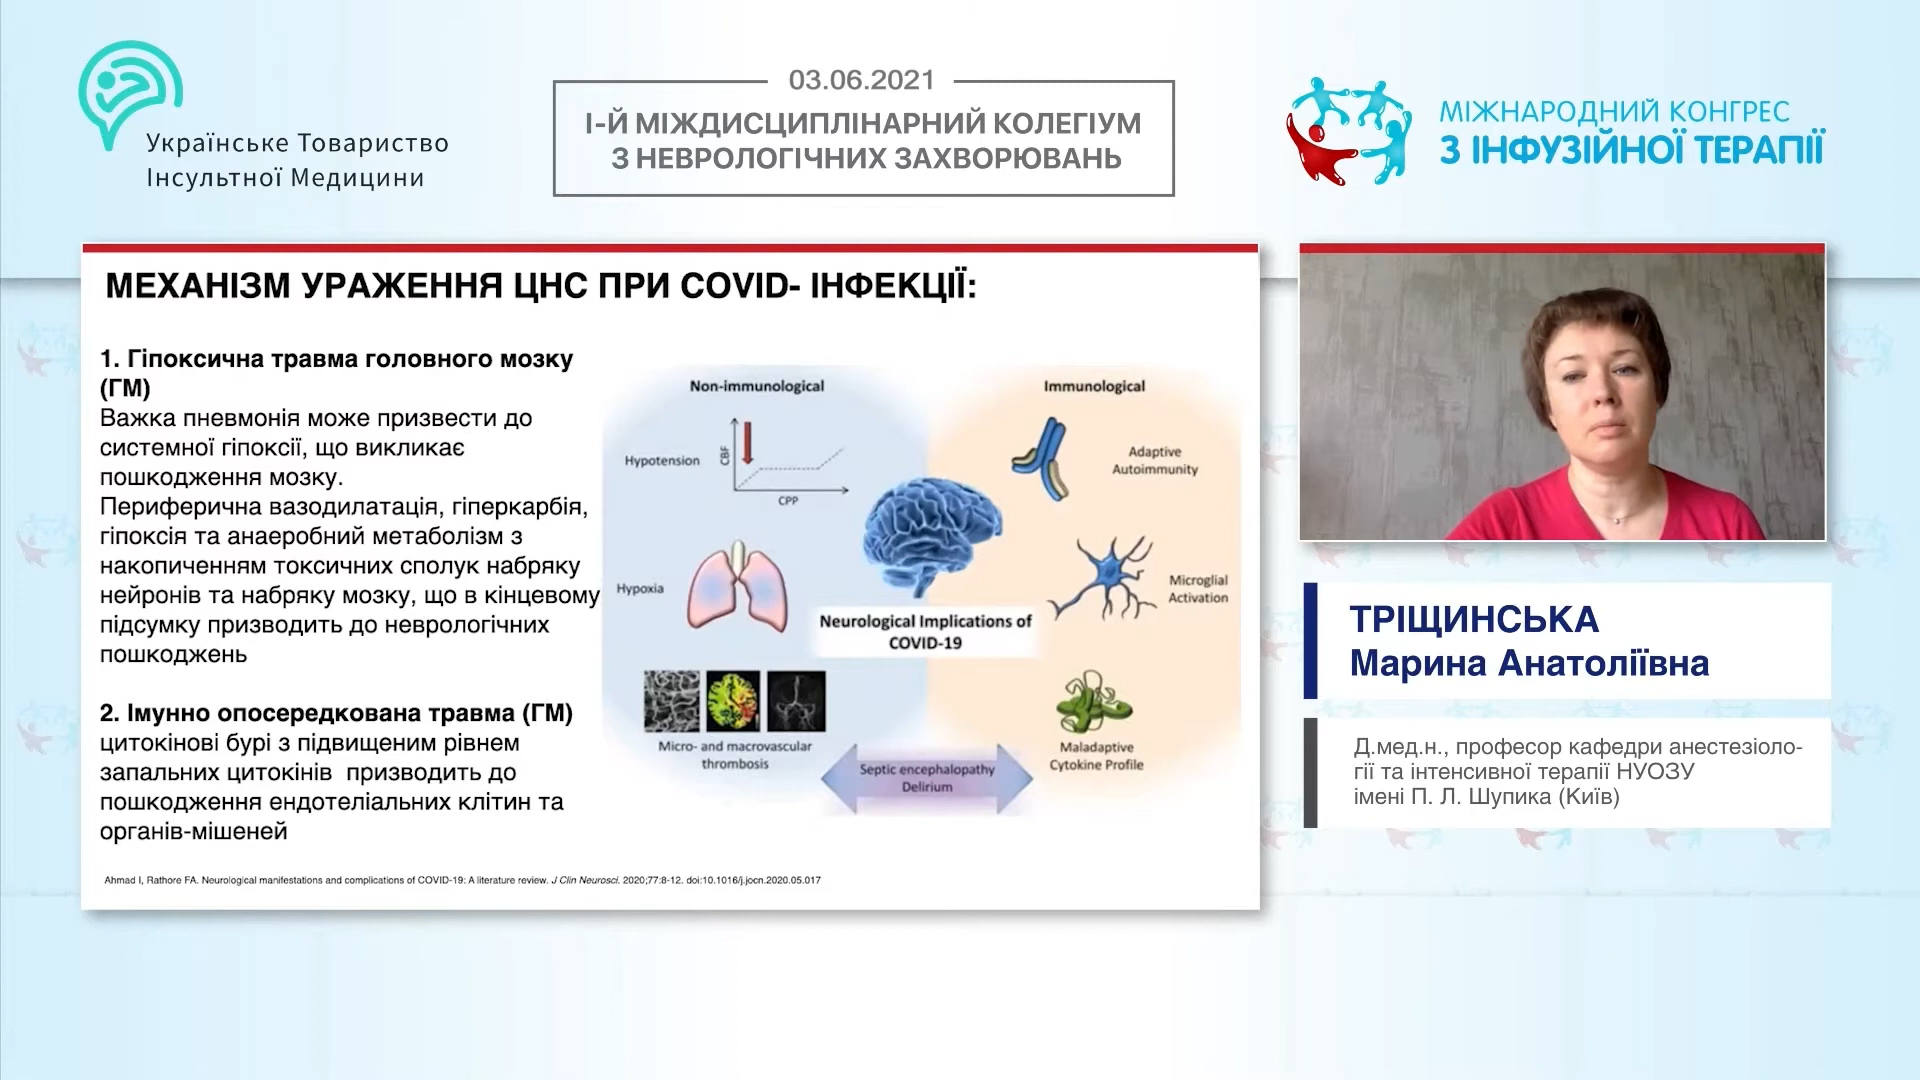 Українське Товариство
Інсультної Медицини
03.06.2021
І-Й МІЖДИСЦИПЛІНАРНИЙ КОЛЕГІУМ
З НЕВРОЛОГІЧНИХ ЗАХВОРЮВАНЬ
МІЖНАРОДНИЙ КОНГРЕС
З ІНФУЗІЙНОЇ ТЕРАПІЇ
МЕХАНІЗМ УРАЖЕННЯ ЦНС ПРИ COVID- ІНФЕКЦІЇ:
1. Гіпоксична травма головного мозку
(ГМ)
Важка пневмонія може призвести до
системної гіпоксії, що викликає
пошкодження мозку.
Периферична вазодилатація, гіперкарбія,
гіпоксія та анаеробний метаболізм з
накопиченням токсичних сполук набряку
нейронів та набряку мозку, що в кінцевому
підсумку призводить до неврологічних
пошкоджень
2. Імунно опосередкована травма (ГМ)
цитокінові бурі з підвищеним рівнем
запальних цитокінів призводить до
пошкодження ендотеліальних клітин та
органів-мішеней
Non-immunological
Hypotension
CBF
CPP
Hypoxia
Micro- and macrovascular
thrombosis
Neurological Implications of
COVID-19
Septic encephalopathy
Delirium
Immunological
Adaptive
Autoimmunity
Microglial
Activation
Maladaptive
Cytokine Profile
Ahmad I, Rathore FA. Neurological manifestations and complications of COVID-19: A literature review. J Clin Neurosci. 2020;77:8-12. doi:10.1016/j.jocn.2020.05.017
ТРІЩИНСЬКА
Марина Анатоліївна
Д.мед.н., професор кафедри анестезіоло-
гії та інтенсивної терапії НУОЗУ
імені П. Л. Шупика (Київ)